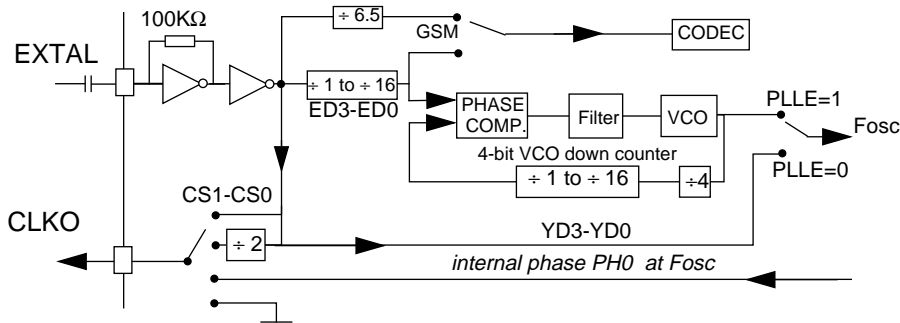 100KΩ
EXTAL
÷ 6.5
GSM
CODEC
÷ 1 to ÷ 16
ED3-ED0
PHASE
COMP.
Filter
VCO
PLLE=1
Fosc
4-bit VCO down counter
÷ 1 to ÷ 16
÷4
PLLE=0
CS1-CS0
CLKO
÷ 2
YD3-YD0
internal phase PH0 at Fosc